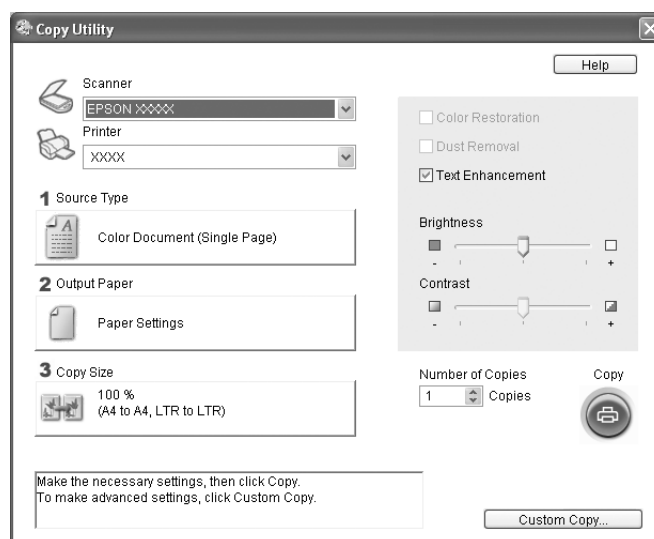 Copy Utility
Help
Scanner
EPSON XXXXX
Printer
XXXX
Color Restoration
Dust Removal
Text Enhancement
1 Source Type
Color Document (Single Page)
Brightness
- +
2 Output Paper
Paper Settings
Contrast
- +
3 Copy Size
100 %
(A4 to A4, LTR to LTR)
Number of Copies
1 Copies
Copy
Make the necessary settings, then click Copy.
To make advanced settings, click Custom Copy.
Custom Copy...